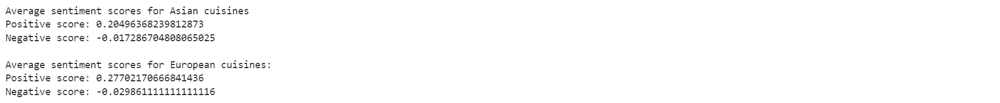 Average sentiment scores for Asian cuisines
Positive score: 0.20496368239812873
Negative score: -0.017286704808065025
Average sentiment scores for European cuisines:
Positive score: 0.27702170666841436
Negative score: -0.029861111111111116